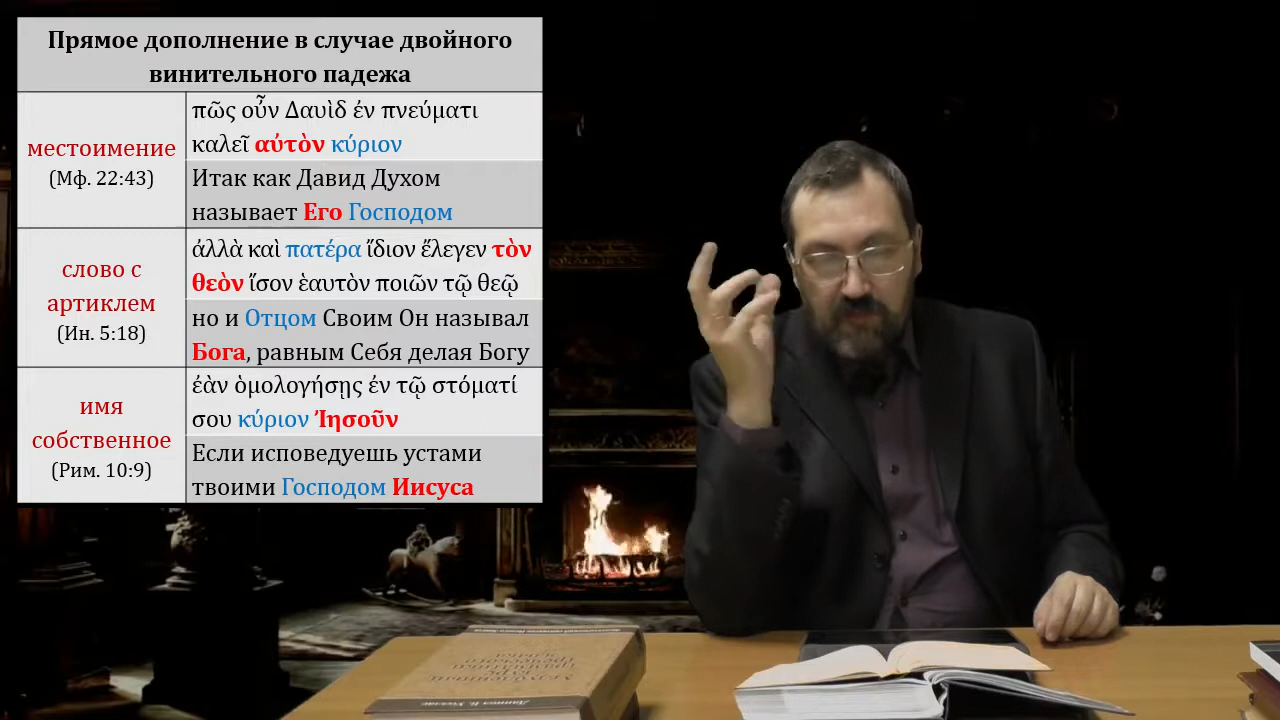 Прямое дополнение в случае двойного
винительного падежа
местоимение
(Мф. 22:43)
πῶς οὖν Δαυὶδ ἐν πνεύματι
καλεῖ αὐτὸν κύριον
Итак как Давид Духом
называет Его Господом
слово с
артиклем
(Ин. 5:18)
ἀλλὰ καὶ πατέρα ἴδιον ἔλεγεν τὸν
θεὸν ἴσον ἑαυτὸν ποιῶν τῷ θεῷ
но и Отцом Своим Он называл
Бога, равным Себя делая Богу
имя
собственное
(Рим. 10:9)
ἐὰν ὁμολογήσῃς ἐν τῷ στόματί
σου κύριον Ἰησοῦν
Если исповедуешь устами
твоими Господом Иисуса